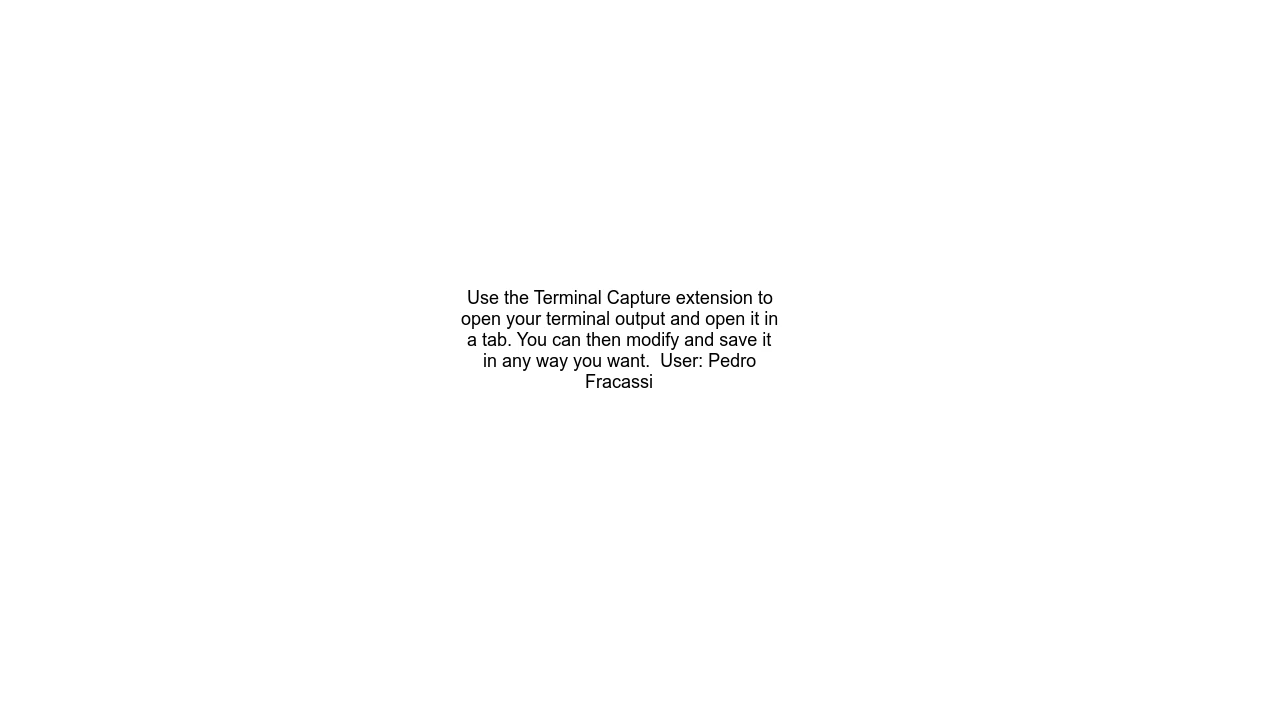 Use the Terminal Capture extension to
open your terminal output and open it in
a tab. You can then modify and save it
in any way you want.  User: Pedro
Fracassi